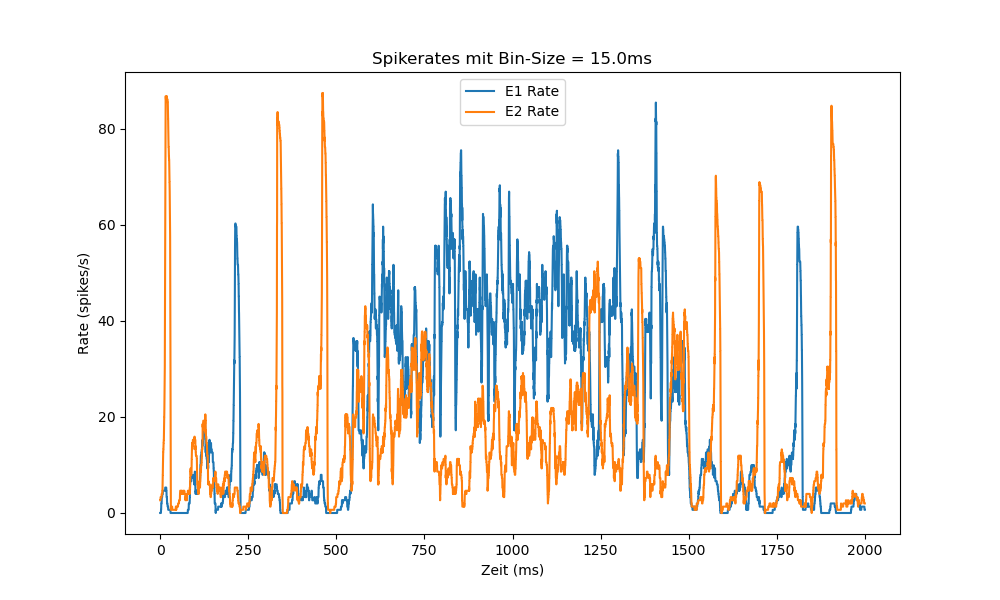 Spikerates mit Bin-Size = 15.0ms
E1 Rate
E2 Rate
Rate (spikes/s)
80
60
40
20
0
0 250 500 750 1000 1250 1500 1750 2000
Zeit (ms)